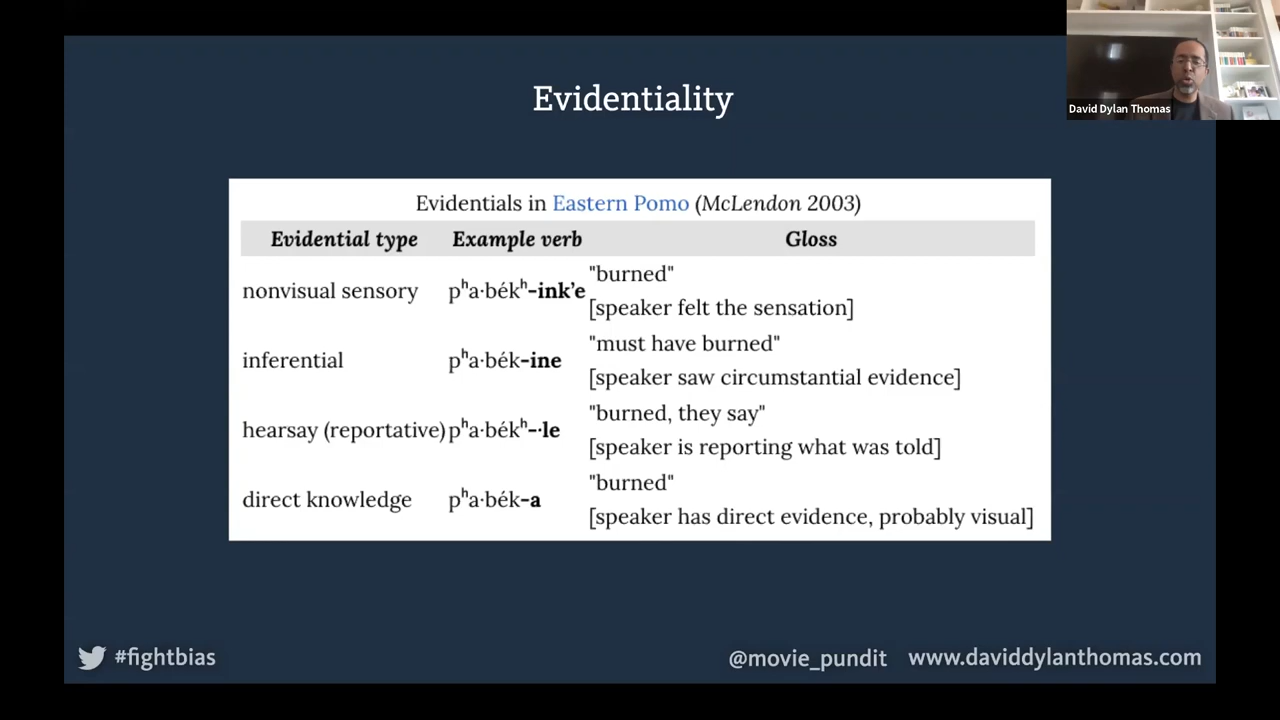 Evidentiality
David Dylan Thomas
Evidentials in Eastern Pomo (McLendon 2003)
Evidential type Example verb Gloss
nonvisual sensory pʰa·békʰ-ink’e "burned"
[speaker felt the sensation]
inferential pʰa·bék-ine "must have burned"
[speaker saw circumstantial evidence]
hearsay (reportative) pʰa·békʰ-·le "burned, they say"
[speaker is reporting what was told]
direct knowledge pʰa·bék-a "burned"
[speaker has direct evidence, probably visual]
#fightbias @movie_pundit www.daviddylanthomas.com